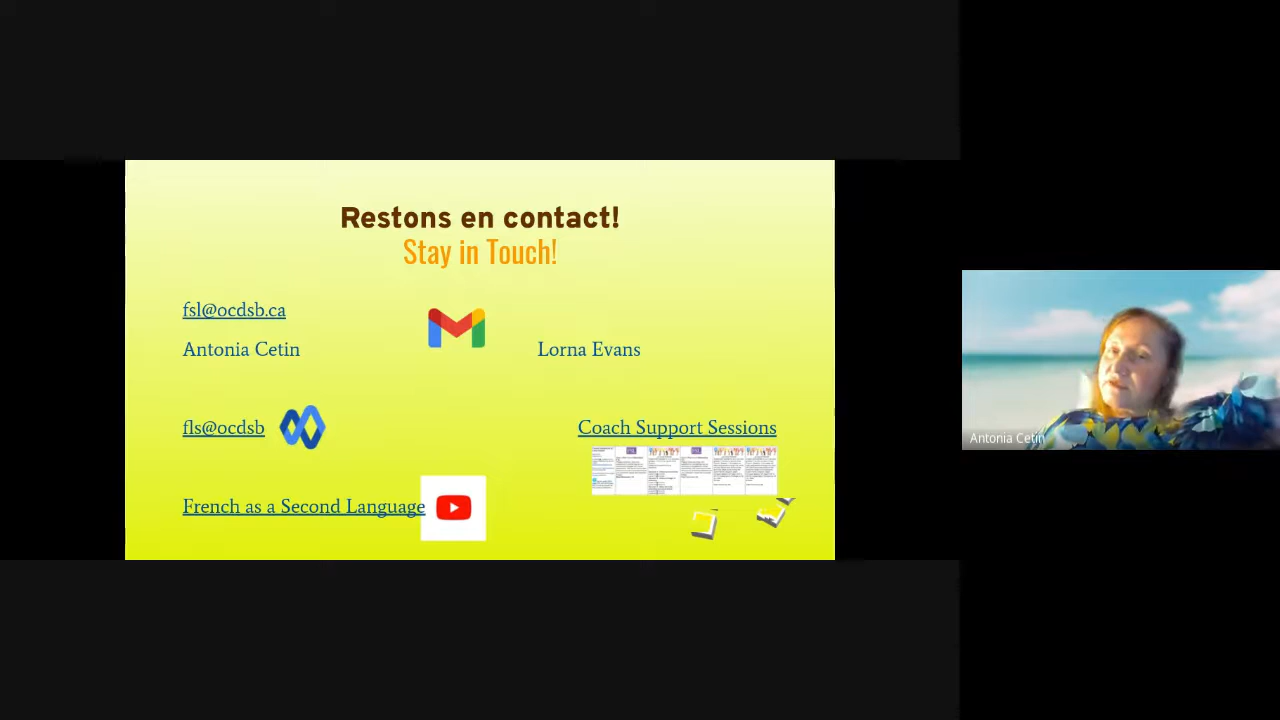 Restons en contact!
Stay in Touch!
fsl@ocdsb.ca
Antonia Cetin
Lorna Evans
fls@ocdsb
Coach Support Sessions
French as a Second Language
Antonia Cetin